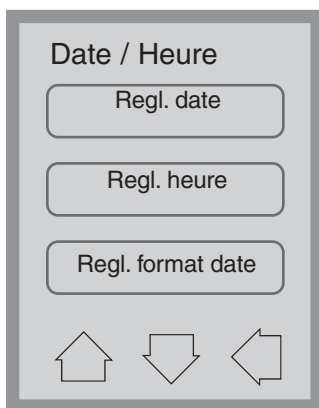 Date / Heure
Regl. date
Regl. heure
Regl. format date